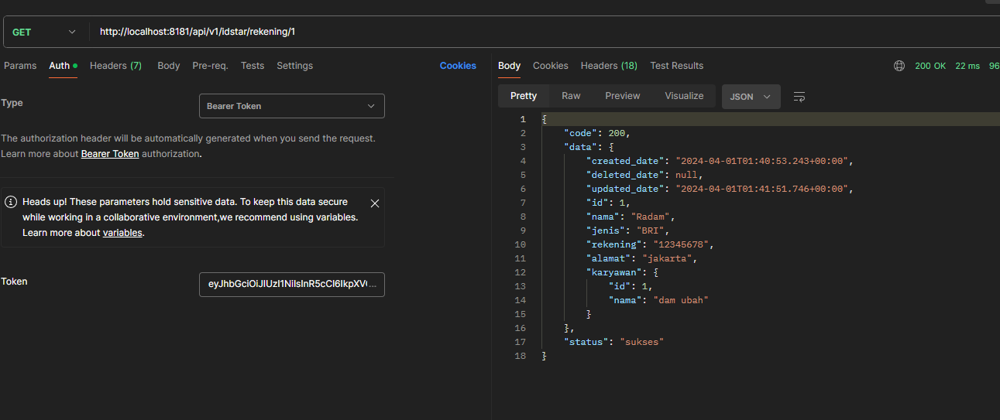 GET http://localhost:8181/api/v1/idstar/rekening/1
Params Auth Headers (7) Body Pre-req. Tests Settings Cookies
Type
Bearer Token
The authorization header will be automatically generated when you send the request.
Learn more about Bearer Token authorization.
Heads up! These parameters hold sensitive data. To keep this data secure
while working in a collaborative environment,we recommend using variables.
Learn more about variables.
Token
Body Cookies Headers (18) Test Results 200 OK 22 ms 96
Pretty Raw Preview Visualize JSON
1 {
2 "code": 200,
3 "data": {
4 "created_date": "2024-04-01T01:40:53.243+00:00",
5 "deleted_date": null,
6 "updated_date": "2024-04-01T01:41:51.746+00:00",
7 "id": 1,
8 "nama": "Radam",
9 "jenis": "BRI",
10 "rekening": "12345678",
11 "alamat": "jakarta",
12 "karyawan": {
13 "id": 1,
14 "nama": "dam ubah"
15 }
16 },
17 "status": "sukses"
18 }